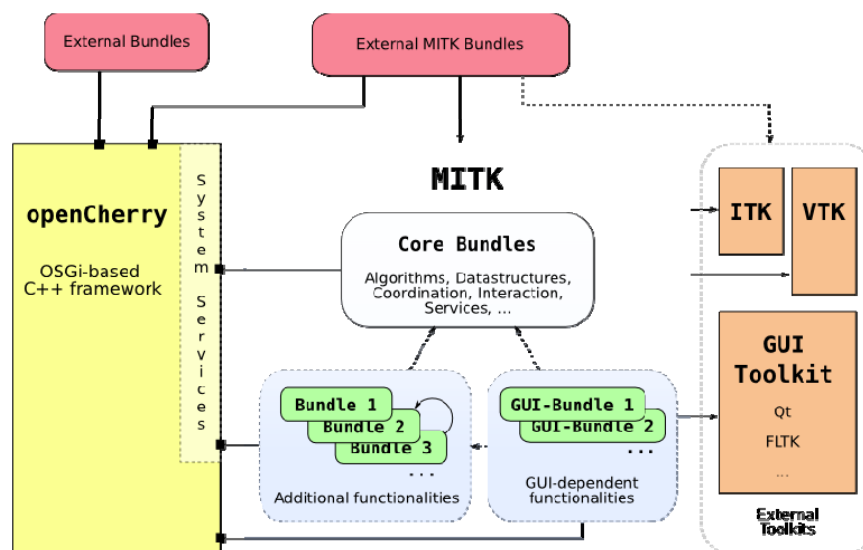 External Bundles
External MITK Bundles
openCherry
OSGi-based
C++ framework
System Services
MITK
Core Bundles
Algorithms, Datastructures,
Coordination, Interaction,
Services, ...
Bundle 1
Bundle 2
Bundle 3
...
Additional functionalities
GUI-Bundle 1
GUI-Bundle 2
...
GUI-dependent
functionalities
ITK
VTK
GUI
Toolkit
Qt
FLTK
...
External
Toolkits